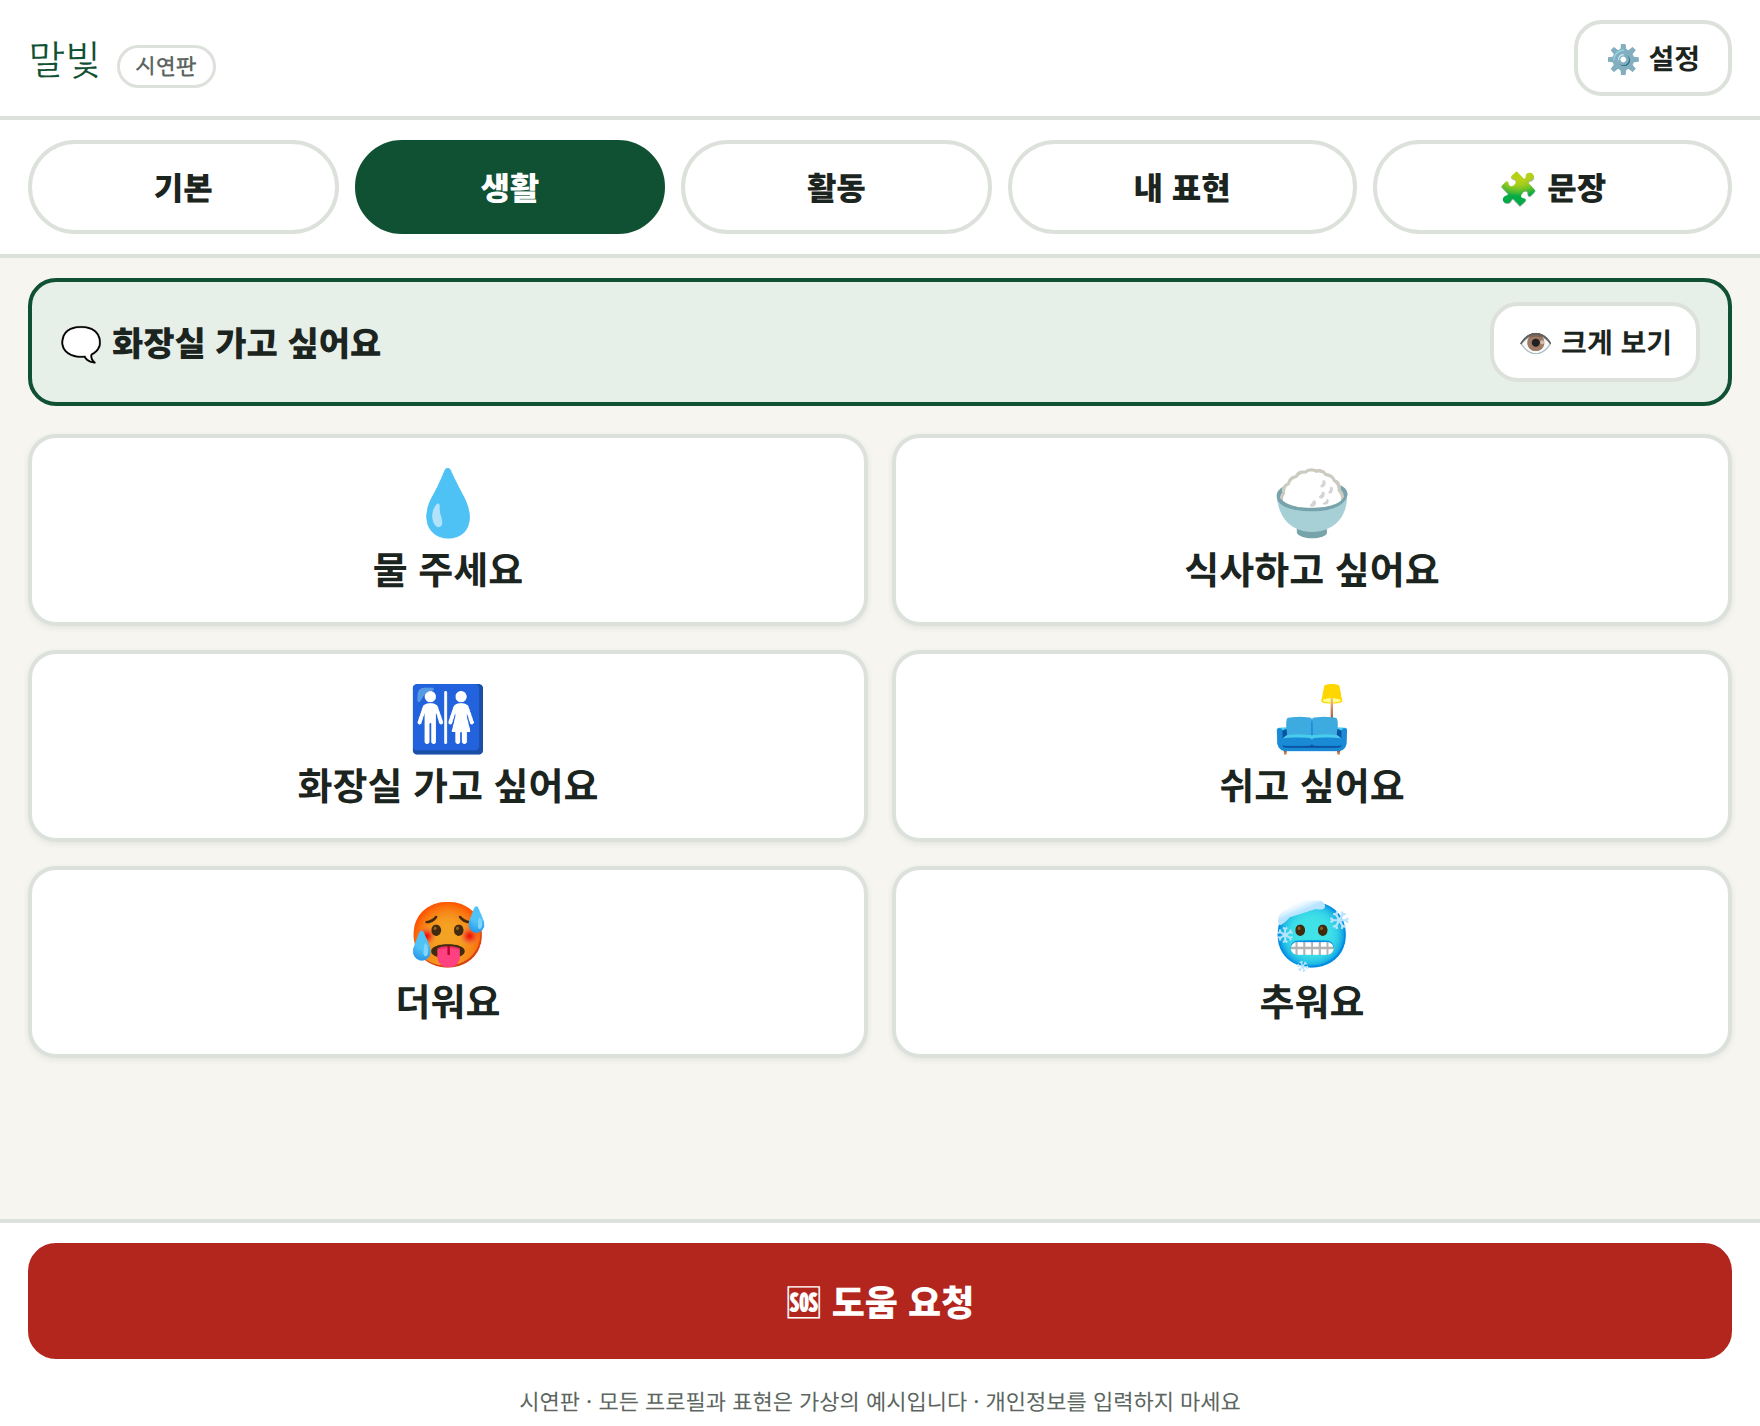 말빛 시연판
⚙️ 설정
기본 생활 활동 내 표현 🧩 문장
🗨️ 화장실 가고 싶어요
👁️ 크게 보기
물 주세요
식사하고 싶어요
화장실 가고 싶어요
쉬고 싶어요
더워요
추워요
🆘 도움 요청
시연판 · 모든 프로필과 표현은 가상의 예시입니다 · 개인정보를 입력하지 마세요